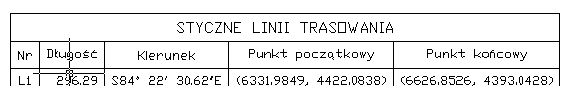 STYCZNE LINII TRASOWANIA
Nr Długość Kierunek Punkt początkowy Punkt końcowy
L1 296.29 S84° 22' 30.62"E (6331.9849, 4422.0838) (6626.8526, 4393.0428)